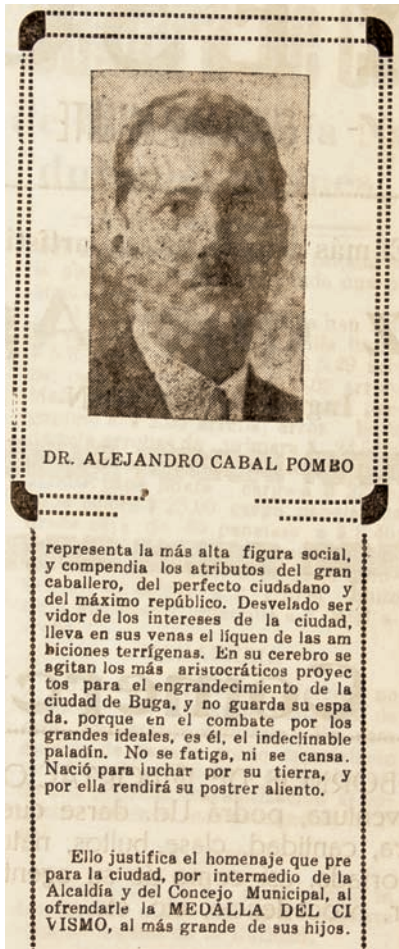 DR. ALEJANDRO CABAL POMBO
representa la más alta figura social,
y compendia los atributos del gran
caballero, del perfecto ciudadano y
del máximo repúblico. Desvelado ser
vidor de los intereses de la ciudad,
lleva en sus venas el líquen de las am
biciones terrígenas. En su cerebro se
agitan los más aristocráticos proyec
tos para el engrandecimiento de la
ciudad de Buga, y no guarda su espa
da, porque en el combate por los
grandes ideales, es él, el indeclinable
paladín. No se fatiga, ni se cansa.
Nació para luchar por su tierra, y
por ella rendirá su postrer aliento.
Ello justifica el homenaje que pre
para la ciudad, por intermedio de la
Alcaldía y del Concejo Municipal, al
ofrendarle la MEDALLA DEL CI
VISMO, al más grande de sus hijos.